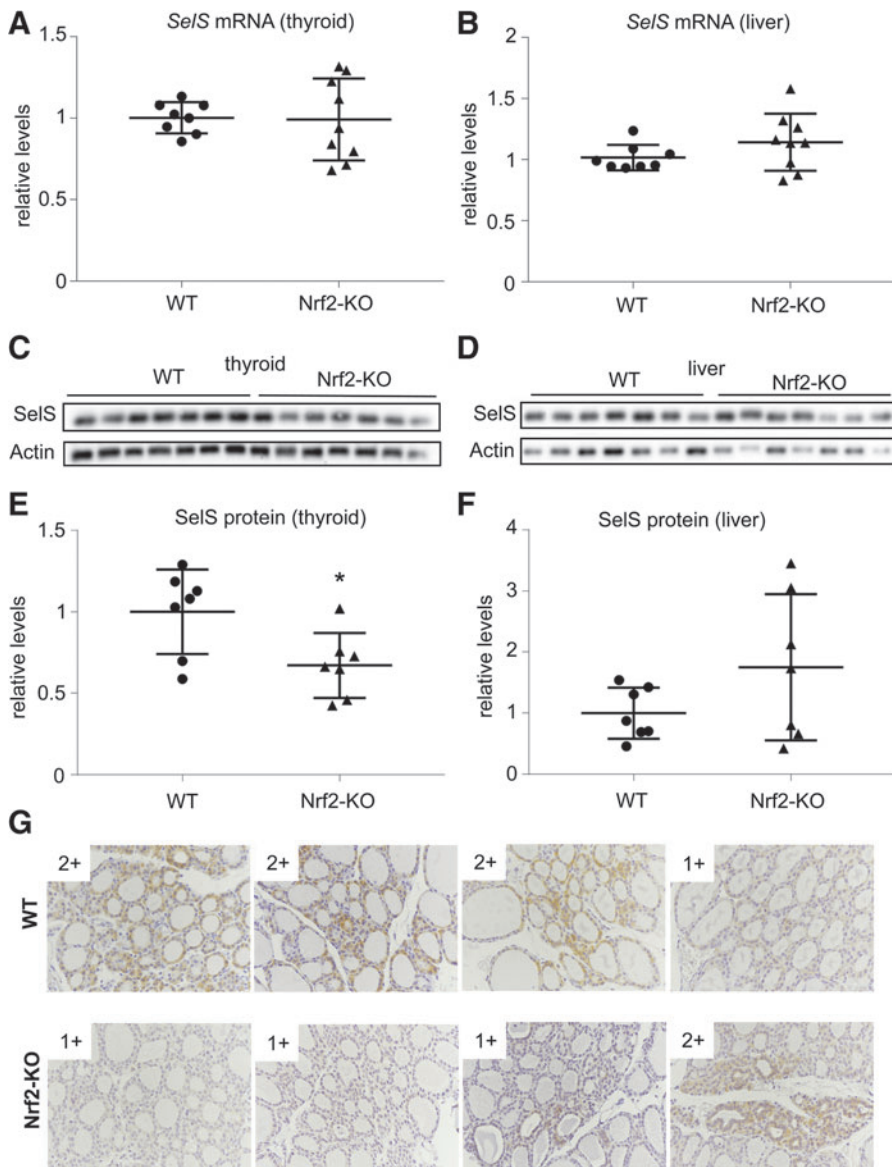 A
SelS mRNA (thyroid)
relative levels
1.5
1
0.5
0
WT
Nrf2-KO
B
SelS mRNA (liver)
relative levels
2
1.5
1
0.5
0
WT
Nrf2-KO
C
thyroid
WT
Nrf2-KO
SelS
Actin
D
liver
WT
Nrf2-KO
SelS
Actin
E
SelS protein (thyroid)
relative levels
1.5
1
0.5
0
*
WT
Nrf2-KO
F
SelS protein (liver)
relative levels
4
3
2
1
0
WT
Nrf2-KO
G
WT
2+
2+
2+
1+
Nrf2-KO
1+
1+
1+
2+